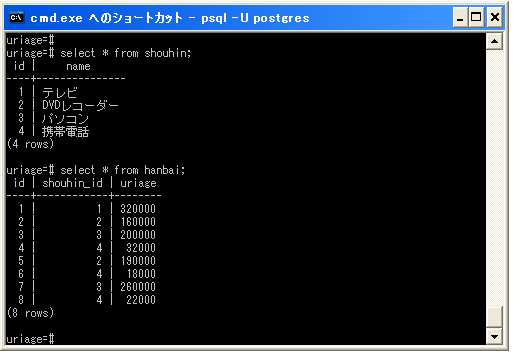 cmd.exe へのショートカット - psql -U postgres
uriage=#
uriage=# select * from shouhin;
 id |     name
----+---------------
  1 | テレビ
  2 | DVDレコーダー
  3 | パソコン
  4 | 携帯電話
(4 rows)
uriage=# select * from hanbai;
 id | shouhin_id | uriage
----+------------+--------
  1 |          1 | 320000
  2 |          2 | 160000
  3 |          3 | 200000
  4 |          4 |  32000
  5 |          2 | 190000
  6 |          4 |  18000
  7 |          3 | 260000
  8 |          4 |  22000
(8 rows)
uriage=#